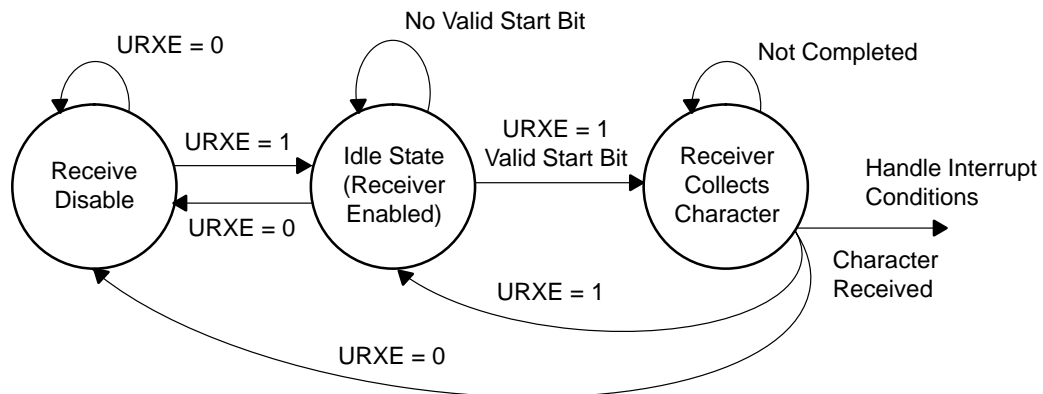 No Valid Start Bit
URXE = 0
Not Completed
URXE = 1
URXE = 1
Valid Start Bit
Receive
Disable
Idle State
(Receiver
Enabled)
Receiver
Collects
Character
Handle Interrupt
Conditions
URXE = 0
Character
Received
URXE = 1
URXE = 0